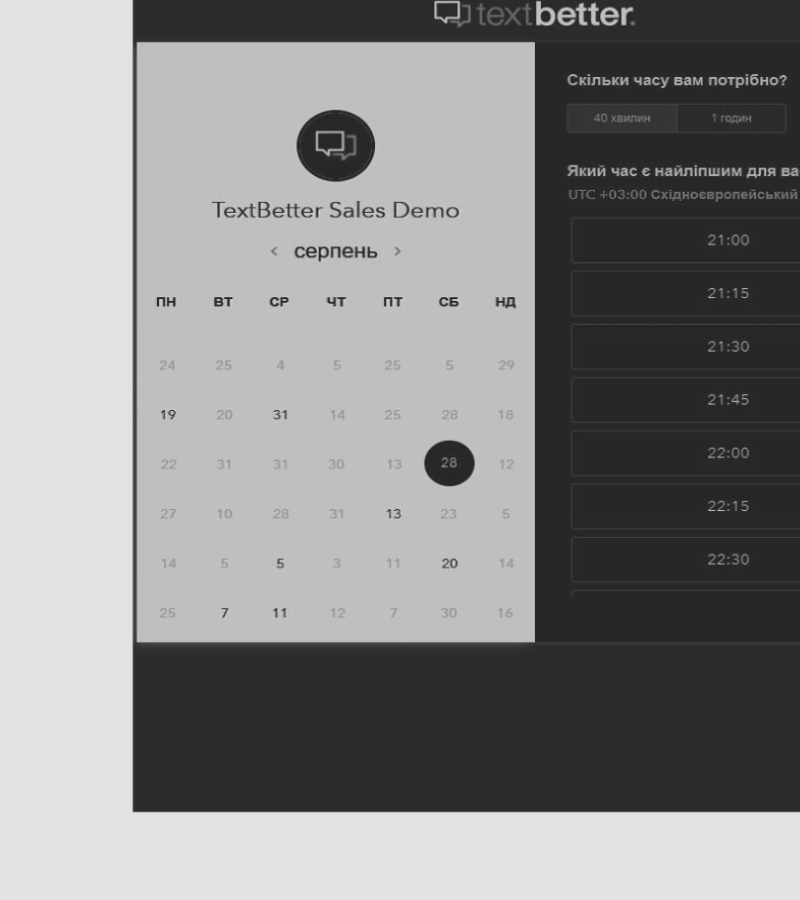 textbetter.
TextBetter Sales Demo
< серпень >
ПН ВТ СР ЧТ ПТ СБ НД
24 25 4 5 25 5 29
19 20 31 14 25 28 18
22 31 31 30 13 28 12
27 10 28 31 13 23 5
14 5 5 3 11 20 14
25 7 11 12 7 30 16
Скільки часу вам потрібно?
40 хвилин 1 годин
Який час є найліпшим для ва
UTC +03:00 Східноєвропейський
21:00
21:15
21:30
21:45
22:00
22:15
22:30